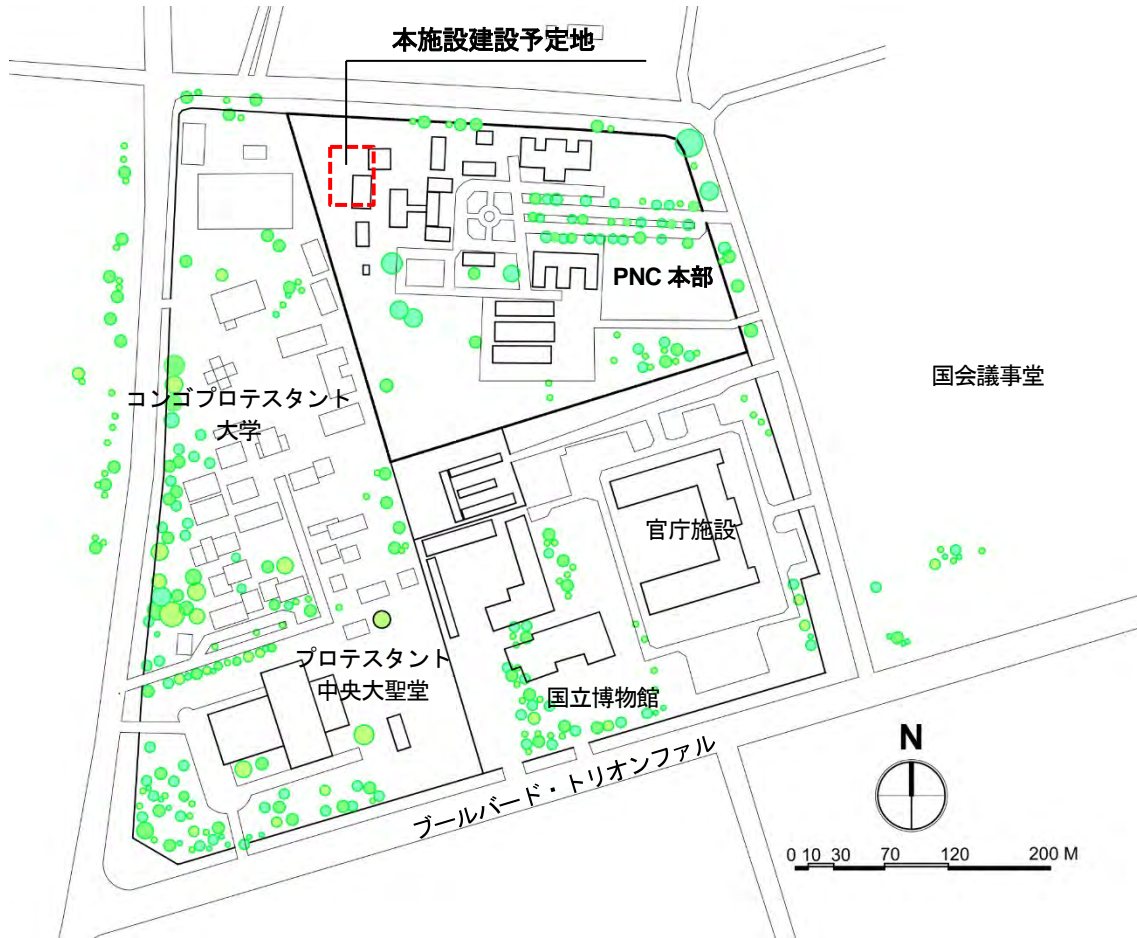 本施設建設予定地
PNC 本部
国会議事堂
コンゴプロテスタント
大学
官庁施設
プロテスタント
中央大聖堂
国立博物館
ブールバード・トリオンファル
N
0 10 30 70 120 200 M